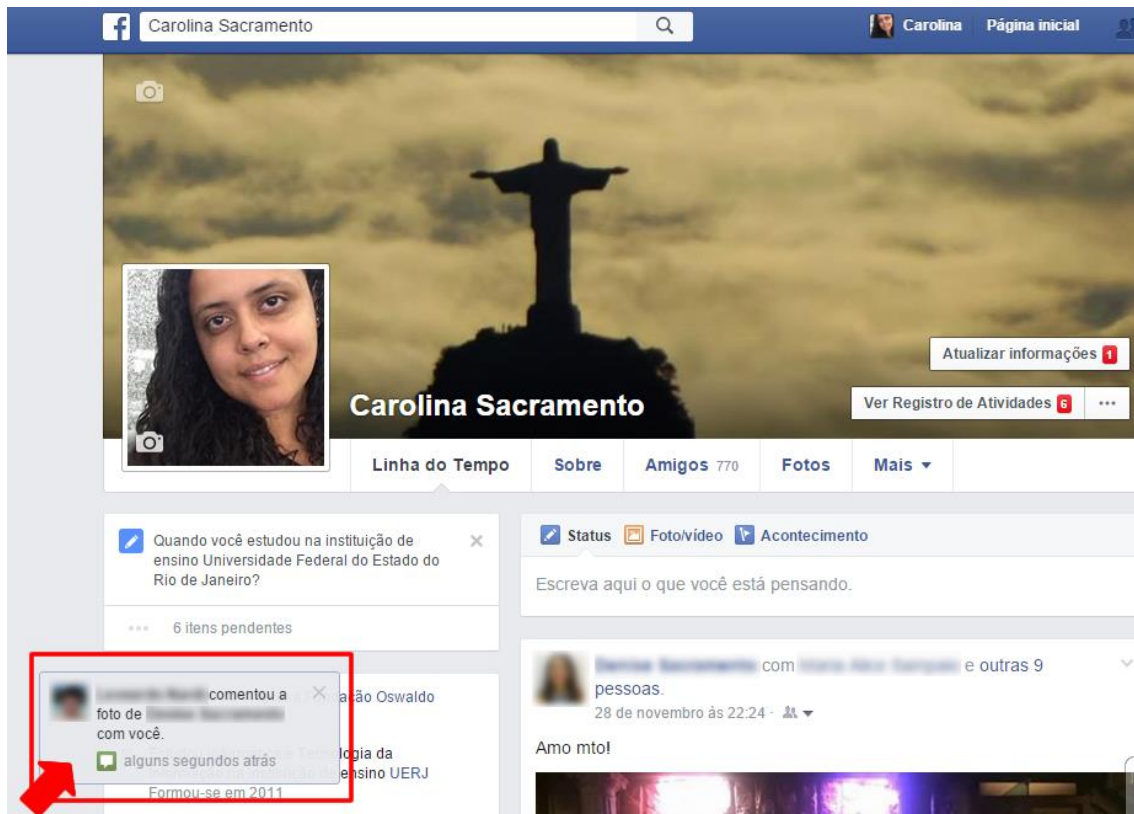 Carolina Sacramento
Carolina
Página inicial
Atualizar informações 1
Carolina Sacramento
Ver Registro de Atividades 6
Linha do Tempo
Sobre
Amigos 770
Fotos
Mais
Quando você estudou na instituição de
ensino Universidade Federal do Estado do
Rio de Janeiro?
6 itens pendentes
comentou a
foto de
com você.
alguns segundos atrás
ação Oswaldo
logia da
ensino UERJ
Formou-se em 2011
Status
Foto/vídeo
Acontecimento
Escreva aqui o que você está pensando.
com e outras 9
pessoas.
28 de novembro às 22:24 ·
Amo mto!